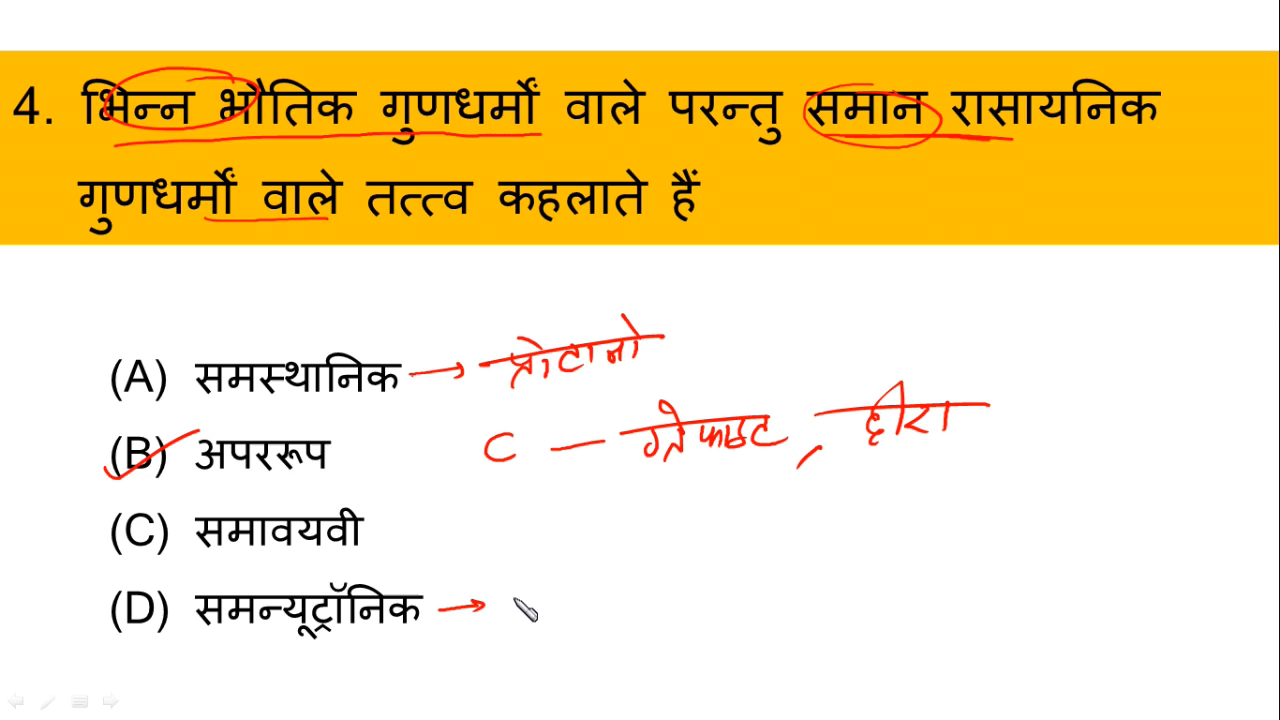 4. भिन्न भौतिक गुणधर्मों वाले परन्तु समान रासायनिक
गुणधर्मों वाले तत्त्व कहलाते हैं
(A) समस्थानिक → प्रोटानो
(B) अपररूप C — ग्रेफाइट, हीरा
(C) समावयवी
(D) समन्यूट्रॉनिक →